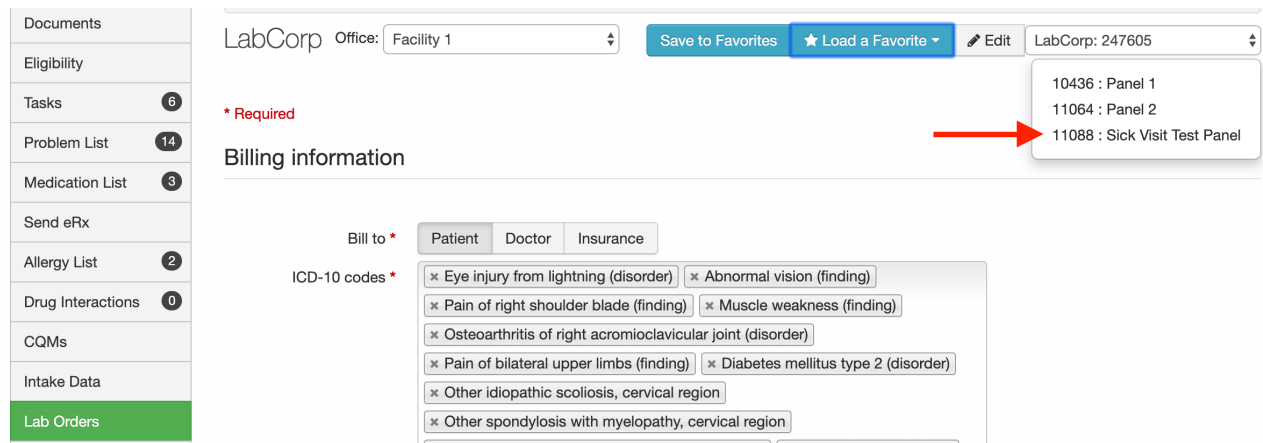 Documents
Eligibility
Tasks 6
Problem List 14
Medication List 3
Send eRx
Allergy List 2
Drug Interactions 0
CQMs
Intake Data
Lab Orders
LabCorp Office: Facility 1 Save to Favorites Load a Favorite Edit LabCorp: 247605
10436 : Panel 1
11064 : Panel 2
11088 : Sick Visit Test Panel
* Required
Billing information
Bill to * Patient Doctor Insurance
ICD-10 codes * × Eye injury from lightning (disorder) × Abnormal vision (finding)
× Pain of right shoulder blade (finding) × Muscle weakness (finding)
× Osteoarthritis of right acromioclavicular joint (disorder)
× Pain of bilateral upper limbs (finding) × Diabetes mellitus type 2 (disorder)
× Other idiopathic scoliosis, cervical region
× Other spondylosis with myelopathy, cervical region